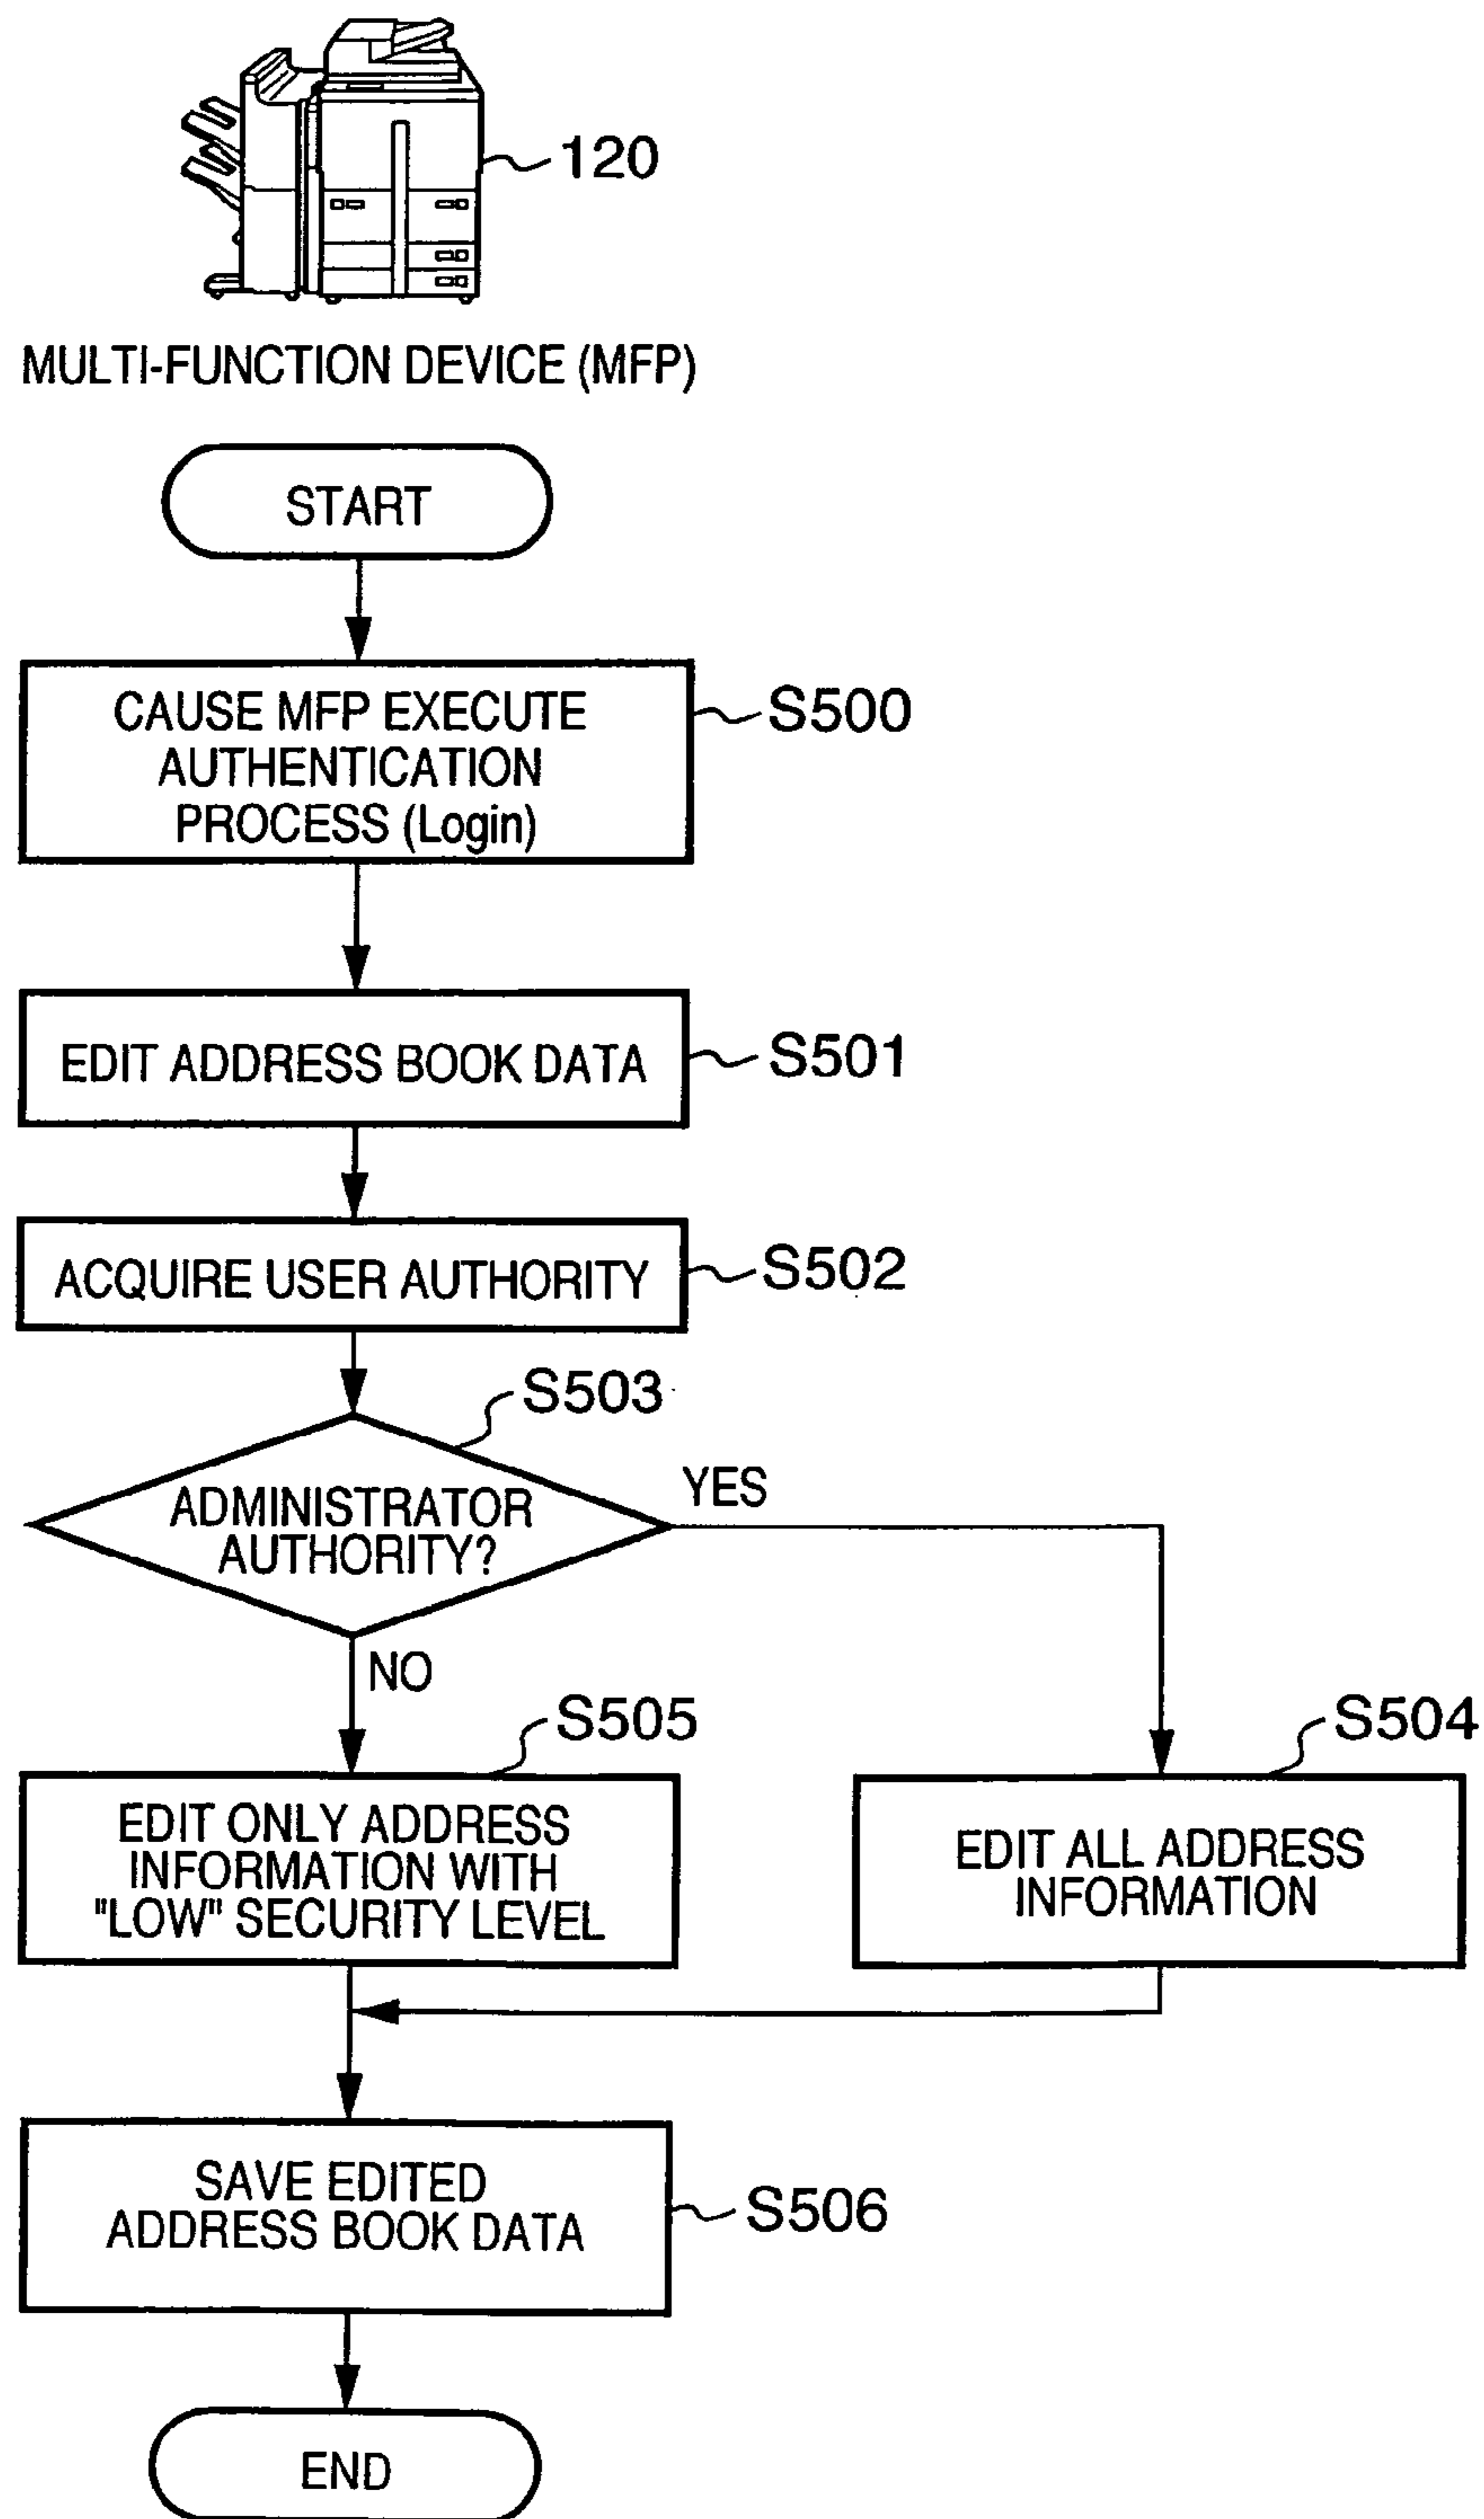 120
MULTI-FUNCTION DEVICE (MFP)
START
CAUSE MFP EXECUTE
AUTHENTICATION
PROCESS (Login)
S500
EDIT ADDRESS BOOK DATA
S501
ACQUIRE USER AUTHORITY
S502
S503
ADMINISTRATOR
AUTHORITY?
YES
NO
S505
EDIT ONLY ADDRESS
INFORMATION WITH
"LOW" SECURITY LEVEL
S504
EDIT ALL ADDRESS
INFORMATION
SAVE EDITED
ADDRESS BOOK DATA
S506
END